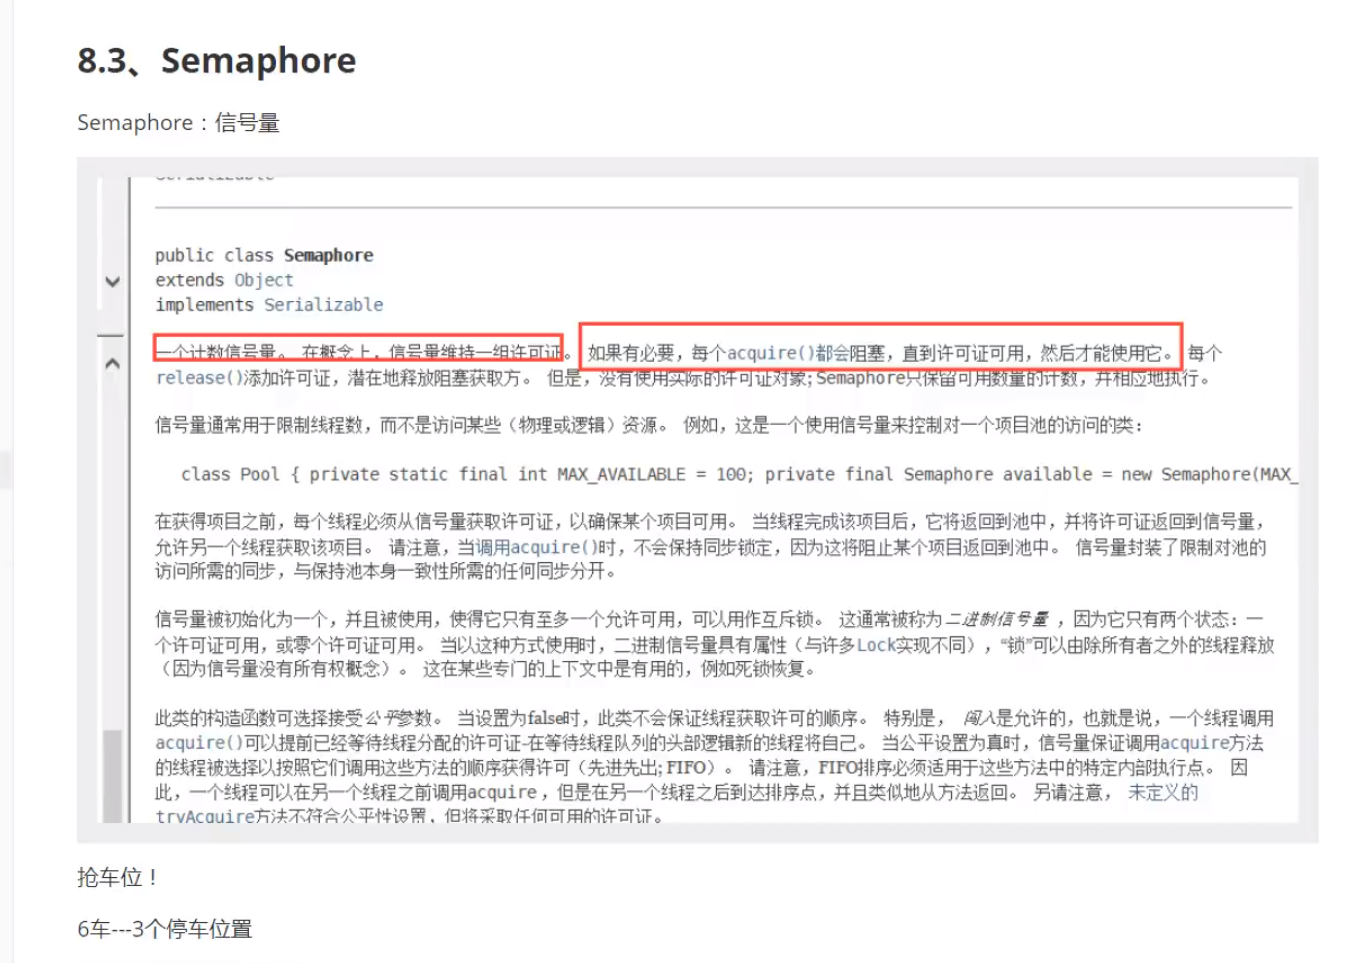 8.3、Semaphore
Semaphore：信号量
Serializable
public class Semaphore
extends Object
implements Serializable
一个计数信号量。 在概念上，信号量维持一组许可证。 如果有必要，每个acquire()都会阻塞，直到许可证可用，然后才能使用它。 每个
release()添加许可证，潜在地释放阻塞获取方。 但是，没有使用实际的许可证对象; Semaphore只保留可用数量的计数，并相应地执行。
信号量通常用于限制线程数，而不是访问某些（物理或逻辑）资源。 例如，这是一个使用信号量来控制对一个项目池的访问的类：
class Pool { private static final int MAX_AVAILABLE = 100; private final Semaphore available = new Semaphore(MAX_
在获得项目之前，每个线程必须从信号量获取许可证，以确保某个项目可用。 当线程完成该项目后，它将返回到池中，并将许可证返回到信号量，
允许另一个线程获取该项目。 请注意，当调用acquire()时，不会保持同步锁定，因为这将阻止某个项目返回到池中。 信号量封装了限制对池的
访问所需的同步，与保持池本身一致性所需的任何同步分开。
信号量被初始化为一个，并且被使用，使得它只有至多一个允许可用，可以用作互斥锁。 这通常被称为二进制信号量 ，因为它只有两个状态：一
个许可证可用，或零个许可证可用。 当以这种方式使用时，二进制信号量具有属性（与许多Lock实现不同），“锁”可以由除所有者之外的线程释放
（因为信号量没有所有权概念）。 这在某些专门的上下文中是有用的，例如死锁恢复。
此类的构造函数可选择接受公平参数。 当设置为false时，此类不会保证线程获取许可的顺序。 特别是， 闯入是允许的，也就是说，一个线程调用
acquire()可以提前已经等待线程分配的许可证-在等待线程队列的头部逻辑新的线程将自己。 当公平设置为真时，信号量保证调用acquire方法
的线程被选择以按照它们调用这些方法的顺序获得许可（先进先出; FIFO）。 请注意，FIFO排序必须适用于这些方法中的特定内部执行点。 因
此，一个线程可以在另一个线程之前调用acquire ，但是在另一个线程之后到达排序点，并且类似地从方法返回。 另请注意， 未定义的
tryAcquire方法不符合公平性设置，但将采取任何可用的许可证。
抢车位！
6车---3个停车位置